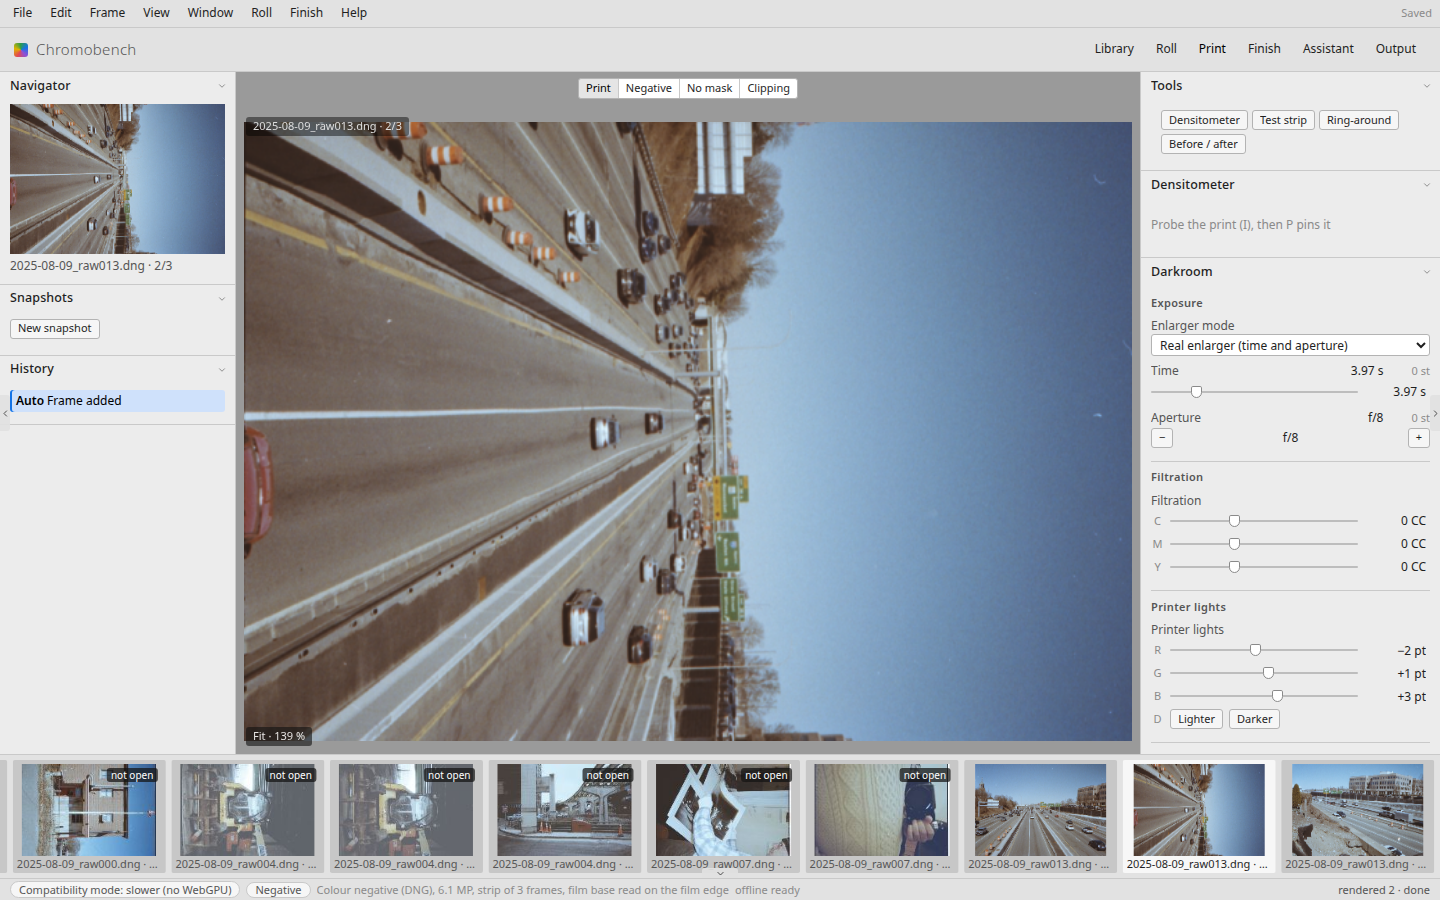 File Edit Frame View Window Roll Finish Help Saved
Chromobench Library Roll Print Finish Assistant Output
Navigator
2025-08-09_raw013.dng · 2/3
Snapshots
New snapshot
History
Auto Frame added
Print Negative No mask Clipping
2025-08-09_raw013.dng · 2/3
Fit · 139 %
Tools
Densitometer Test strip Ring-around
Before / after
Densitometer
Probe the print (I), then P pins it
Darkroom
Exposure
Enlarger mode
Real enlarger (time and aperture)
Time 3.97 s 0 st
3.97 s
Aperture f/8 0 st
− f/8 +
Filtration
Filtration
C 0 CC
M 0 CC
Y 0 CC
Printer lights
Printer lights
R −2 pt
G +1 pt
B +3 pt
D Lighter Darker
not open not open not open not open not open not open
2025-08-09_raw000.dng · ... 2025-08-09_raw004.dng · ... 2025-08-09_raw004.dng · ... 2025-08-09_raw004.dng · ... 2025-08-09_raw007.dng · ... 2025-08-09_raw007.dng · ... 2025-08-09_raw013.dng · ... 2025-08-09_raw013.dng · ... 2025-08-09_raw013.dng · ...
Compatibility mode: slower (no WebGPU) Negative Colour negative (DNG), 6.1 MP, strip of 3 frames, film base read on the film edge offline ready rendered 2 · done